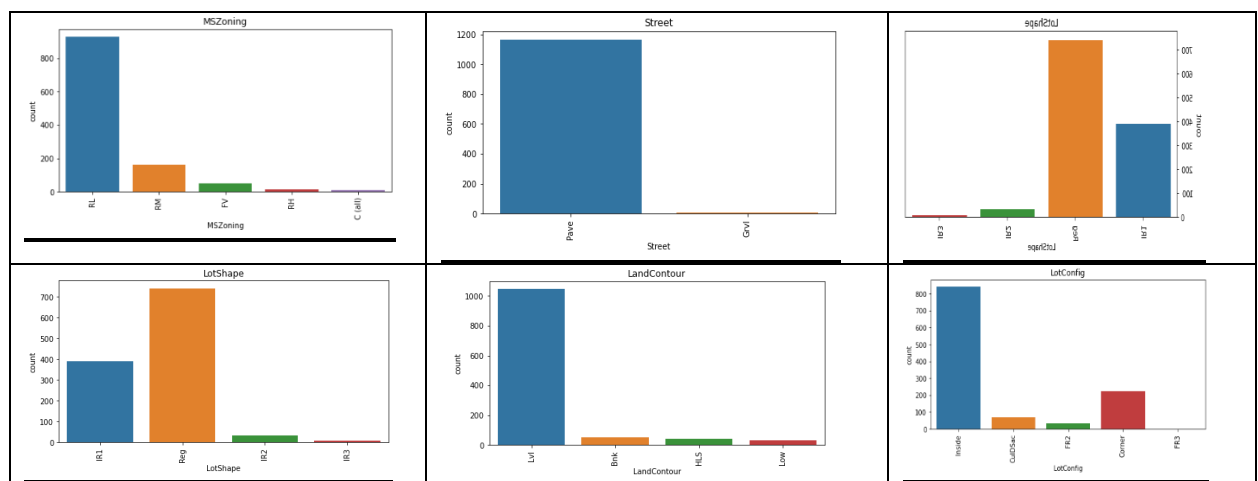 MSZoning
800
600
400
200
0
count
RL
RM
FV
RH
C (all)
MSZoning
Street
1200
1000
800
600
400
200
0
count
Pave
Grvl
Street
LotShape
700
600
500
400
300
200
100
0
count
IR3
IR2
Reg
IR1
LotShape
LotShape
700
600
500
400
300
200
100
0
count
IR1
Reg
IR2
IR3
LotShape
LandContour
1000
800
600
400
200
0
count
Lvl
Bnk
HLS
Low
LandContour
LotConfig
800
700
600
500
400
300
200
100
0
count
Inside
CulDSac
FR2
Corner
FR3
LotConfig